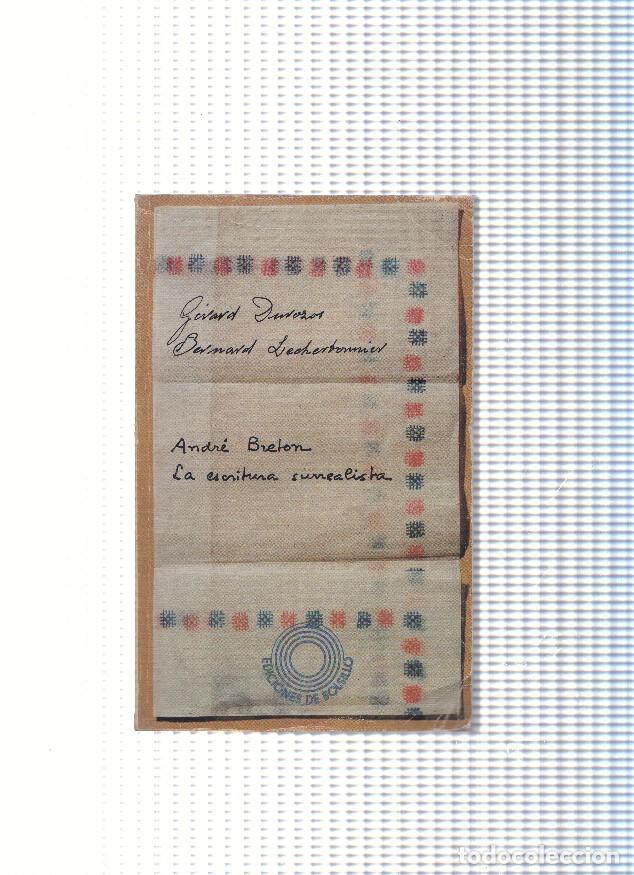 Gérard Durozoi
Bernard Lecherbonnier
André Breton
La escritura surrealista
EDICIONES DE BOLSILLO
todocoleccion